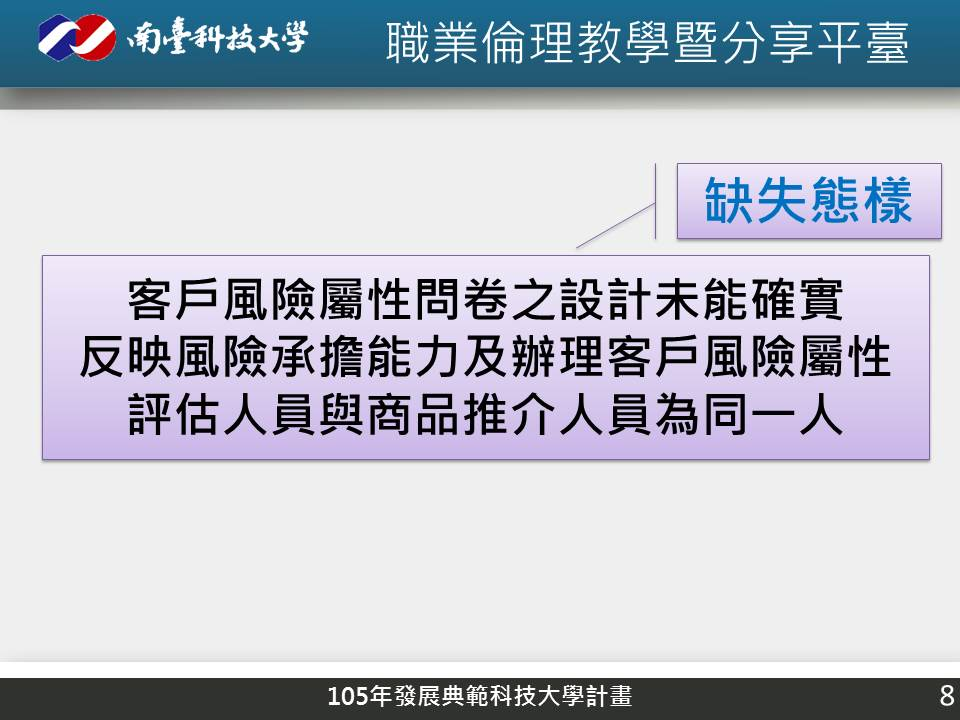 南臺科技大學
職業倫理教學暨分享平臺
缺失態樣
客戶風險屬性問卷之設計未能確實
反映風險承擔能力及辦理客戶風險屬性
評估人員與商品推介人員為同一人
105年發展典範科技大學計畫
8